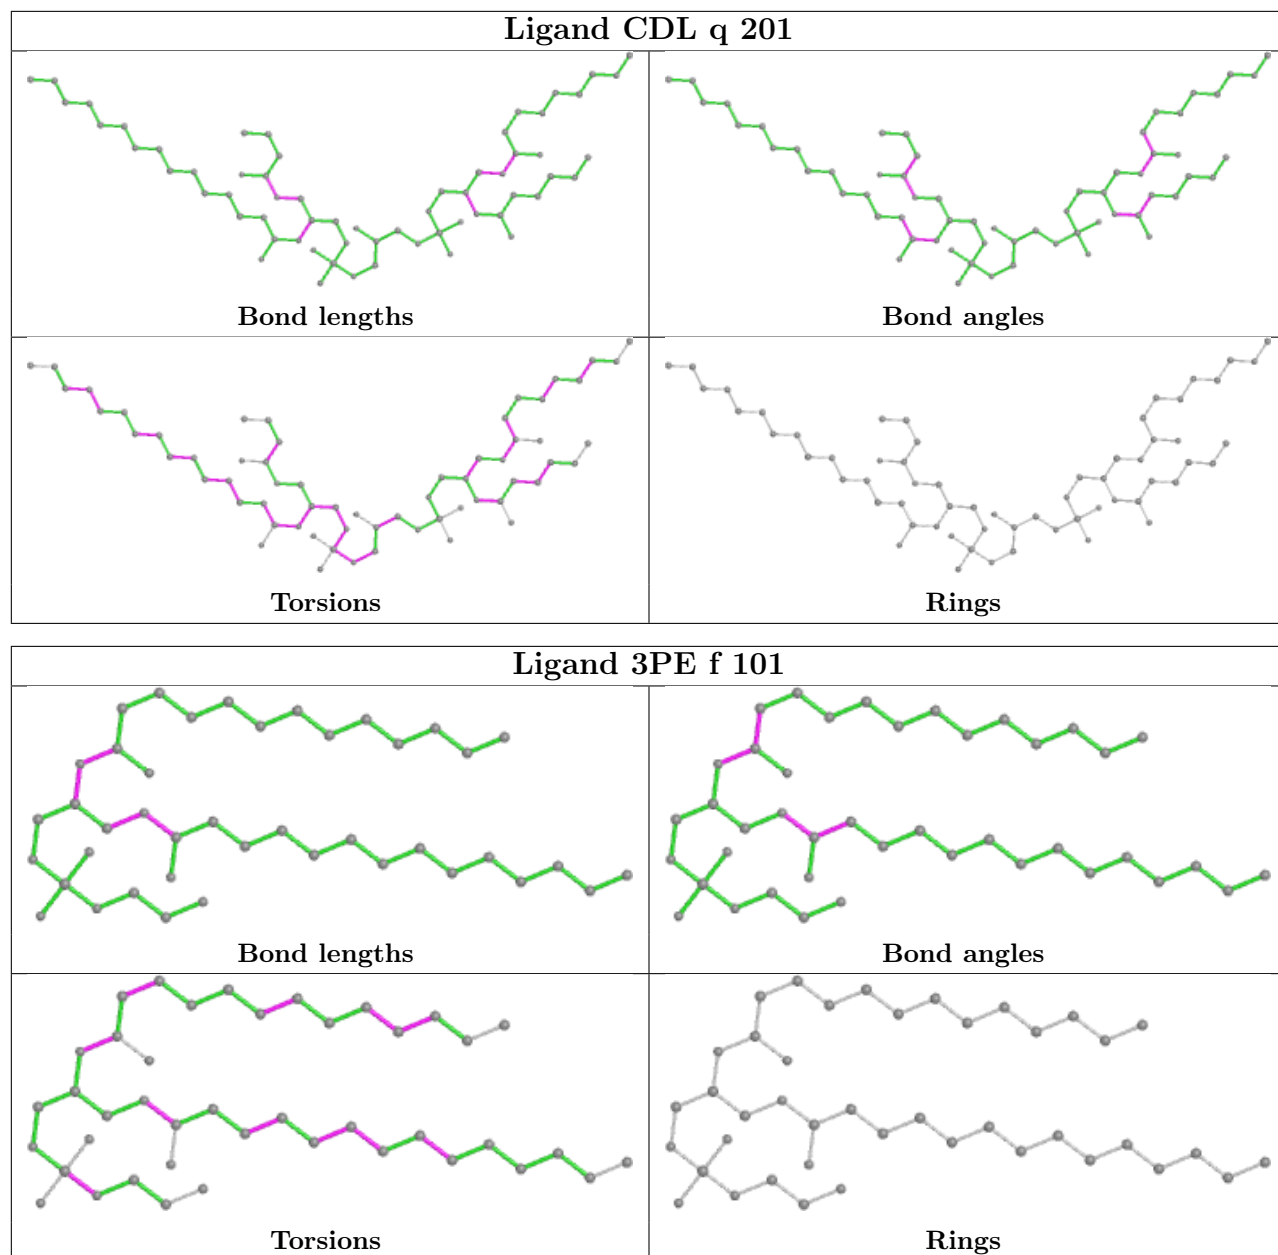 Ligand CDL q 201
Bond lengths
Bond angles
Torsions
Rings
Ligand 3PE f 101
Bond lengths
Bond angles
Torsions
Rings